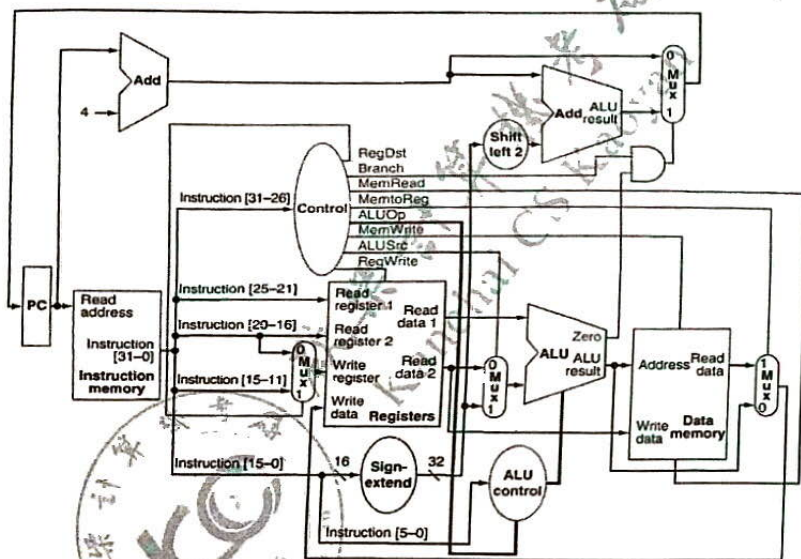 Add
4
0
Mux
1
Add ALU result
Shift left 2
RegDst
Branch
MemRead
MemtoReg
ALUOp
MemWrite
ALUSrc
RegWrite
Control
Instruction [31–26]
PC
Read address
Instruction [31–0]
Instruction memory
Instruction [25–21]
Instruction [20–16]
Instruction [15–11]
0
Mux
1
Read register 1
Read register 2
Write register
Write data
Read data 1
Read data 2
Registers
0
Mux
1
Zero
ALU
ALU result
Address
Read data
Write data
Data memory
1
Mux
0
Instruction [15–0]
16
Sign-extend
32
ALU control
Instruction [5–0]
CS Kaoyan